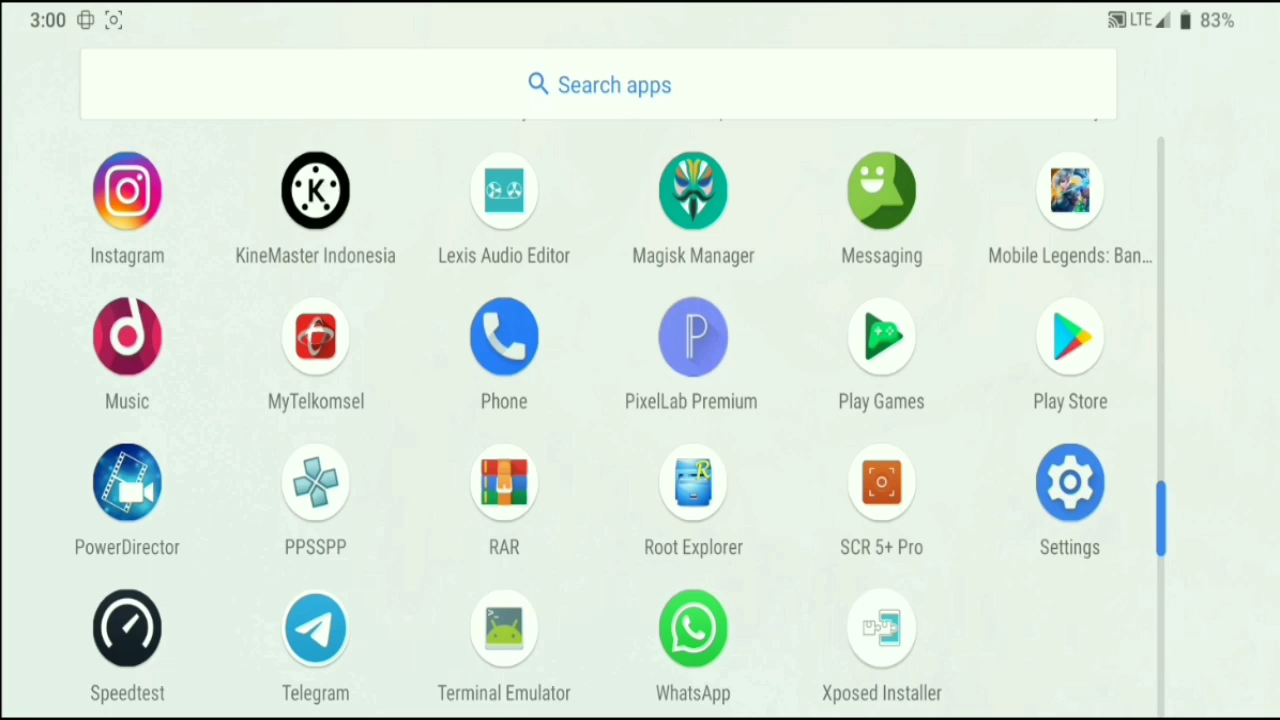 3:00 LTE 83%
Search apps
Instagram KineMaster Indonesia Lexis Audio Editor Magisk Manager Messaging Mobile Legends: Ban...
Music MyTelkomsel Phone PixelLab Premium Play Games Play Store
PowerDirector PPSSPP RAR Root Explorer SCR 5+ Pro Settings
Speedtest Telegram Terminal Emulator WhatsApp Xposed Installer